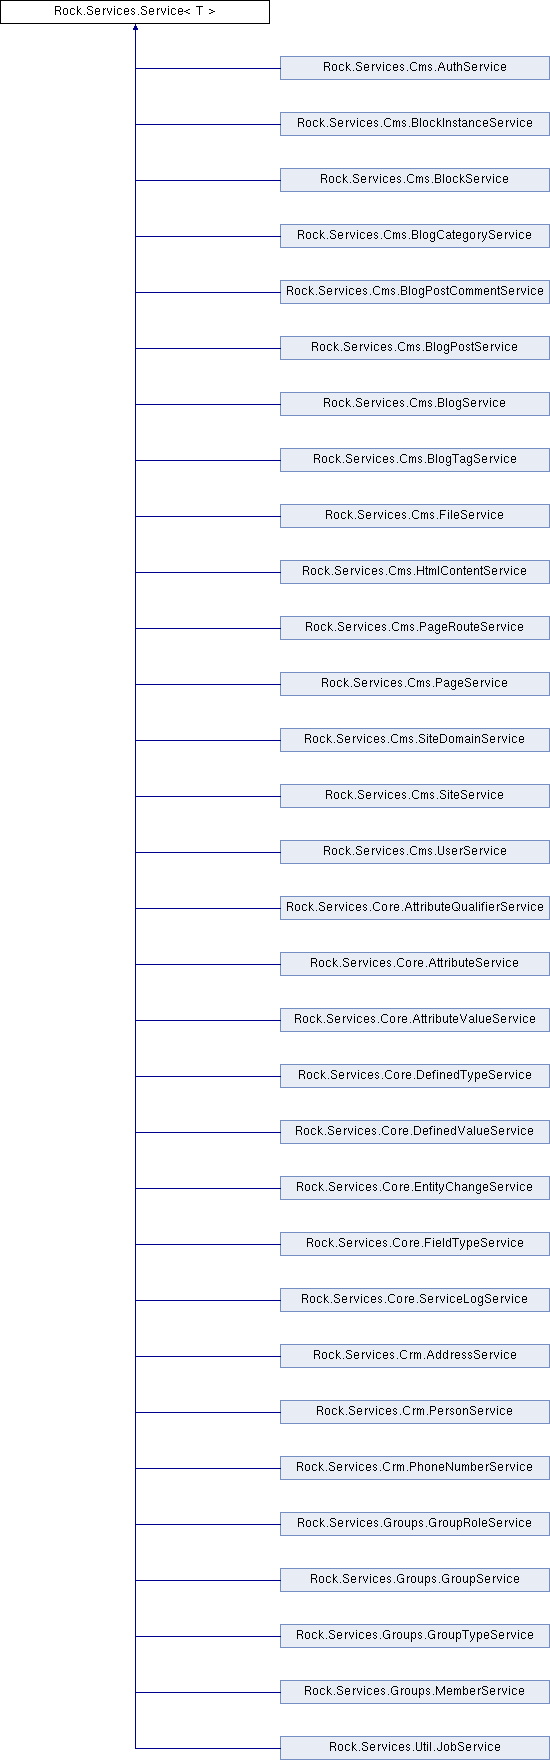 Rock.Services.Service< T >
Rock.Services.Cms.AuthService
Rock.Services.Cms.BlockInstanceService
Rock.Services.Cms.BlockService
Rock.Services.Cms.BlogCategoryService
Rock.Services.Cms.BlogPostCommentService
Rock.Services.Cms.BlogPostService
Rock.Services.Cms.BlogService
Rock.Services.Cms.BlogTagService
Rock.Services.Cms.FileService
Rock.Services.Cms.HtmlContentService
Rock.Services.Cms.PageRouteService
Rock.Services.Cms.PageService
Rock.Services.Cms.SiteDomainService
Rock.Services.Cms.SiteService
Rock.Services.Cms.UserService
Rock.Services.Core.AttributeQualifierService
Rock.Services.Core.AttributeService
Rock.Services.Core.AttributeValueService
Rock.Services.Core.DefinedTypeService
Rock.Services.Core.DefinedValueService
Rock.Services.Core.EntityChangeService
Rock.Services.Core.FieldTypeService
Rock.Services.Core.ServiceLogService
Rock.Services.Crm.AddressService
Rock.Services.Crm.PersonService
Rock.Services.Crm.PhoneNumberService
Rock.Services.Groups.GroupRoleService
Rock.Services.Groups.GroupService
Rock.Services.Groups.GroupTypeService
Rock.Services.Groups.MemberService
Rock.Services.Util.JobService